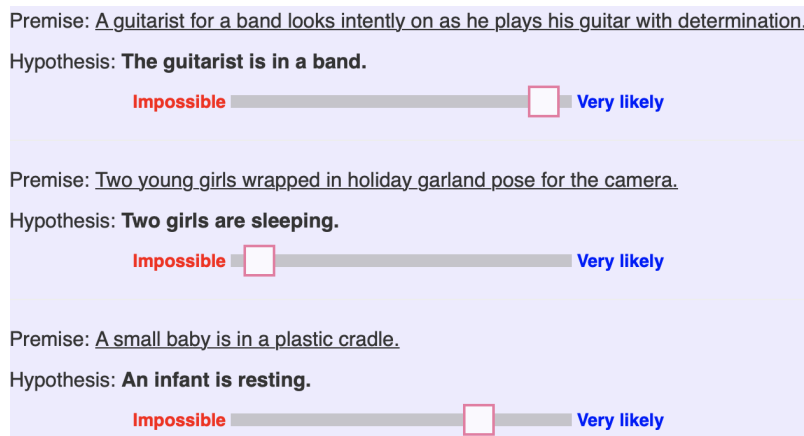 Premise: A guitarist for a band looks intently on as he plays his guitar with determination.
Hypothesis: The guitarist is in a band.
Impossible Very likely
Premise: Two young girls wrapped in holiday garland pose for the camera.
Hypothesis: Two girls are sleeping.
Impossible Very likely
Premise: A small baby is in a plastic cradle.
Hypothesis: An infant is resting.
Impossible Very likely